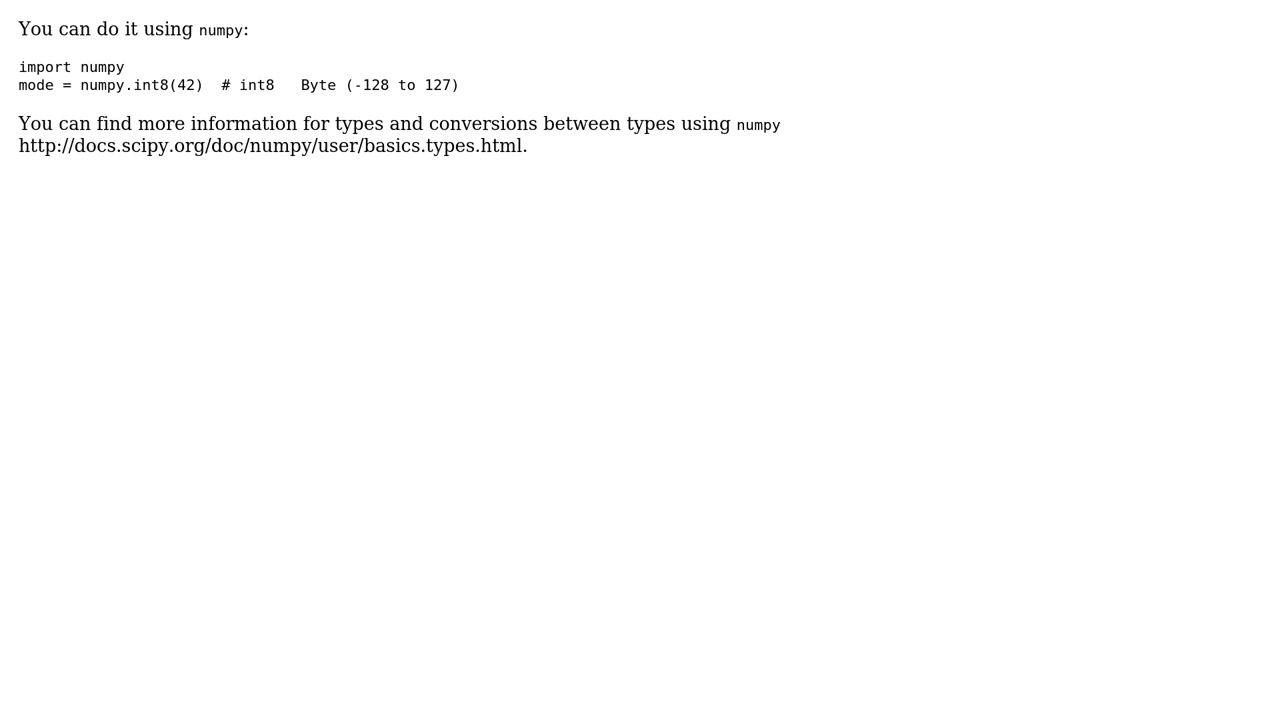 You can do it using numpy:
import numpy
mode = numpy.int8(42)  # int8   Byte (-128 to 127)
You can find more information for types and conversions between types using numpy
http://docs.scipy.org/doc/numpy/user/basics.types.html.